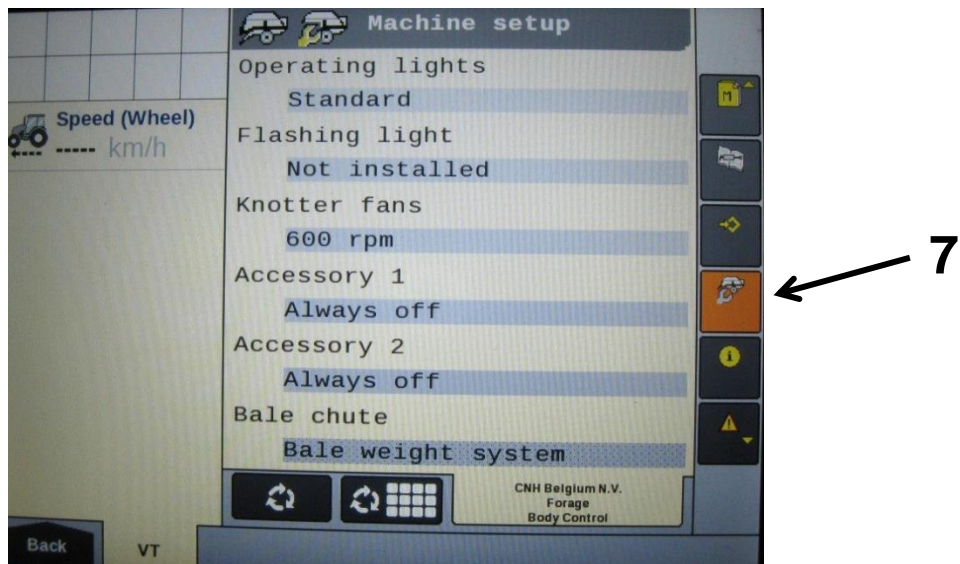 Machine setup
Operating lights
Standard
Speed (Wheel)
----- km/h
Flashing light
Not installed
Knotter fans
600 rpm
Accessory 1
Always off
Accessory 2
Always off
Bale chute
Bale weight system
M
i
7
CNH Belgium N.V.
Forage
Body Control
Back
VT